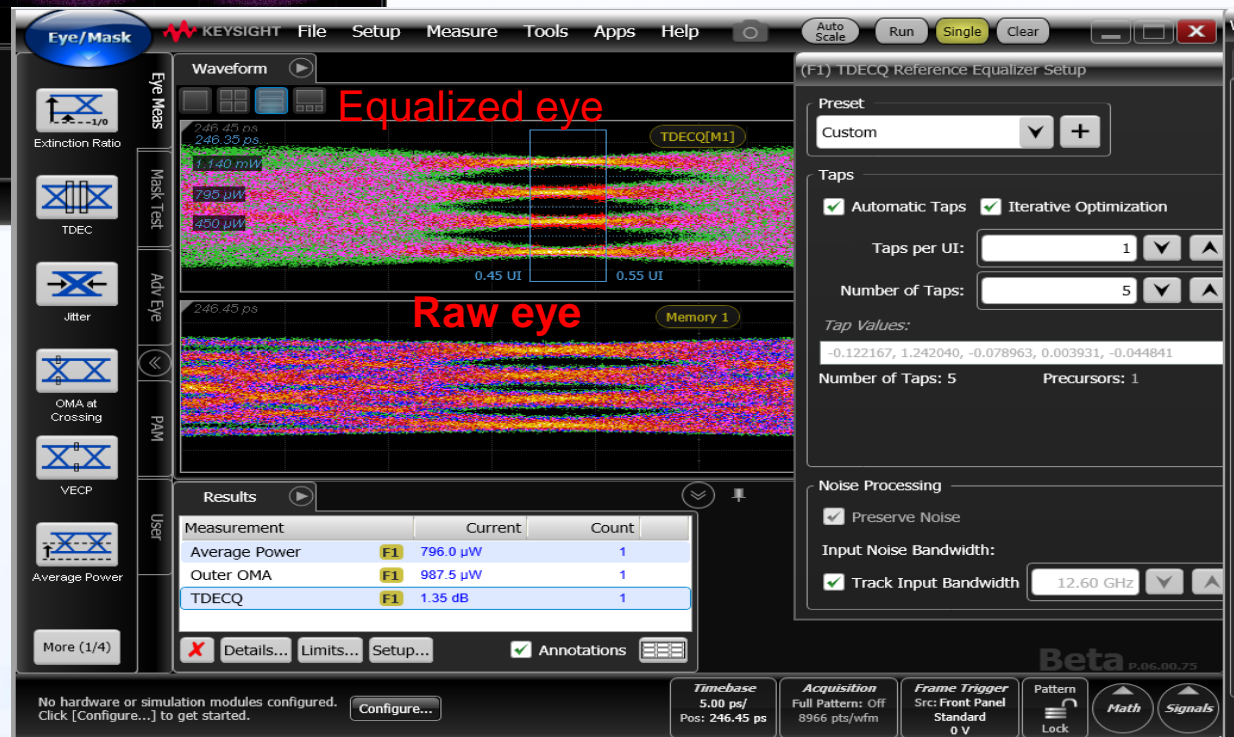 Eye/Mask
KEYSIGHT File Setup Measure Tools Apps Help Auto Scale Run Single Clear
Extinction Ratio
TDEC
Jitter
OMA at
Crossing
VECP
Average Power
More (1/4)
Eye Meas
Mask Test
Adv Eye
PAM
User
Waveform
Equalized eye
246.45 ps
246.35 ps
TDECQ[M1]
1.140 mW
795 µW
450 µW
0.45 UI 0.55 UI
246.45 ps
Raw eye
Memory 1
(F1) TDECQ Reference Equalizer Setup
Preset
Custom
Taps
Automatic Taps Iterative Optimization
Taps per UI: 1
Number of Taps: 5
Tap Values:
-0.122167, 1.242040, -0.078963, 0.003931, -0.044841
Number of Taps: 5 Precursors: 1
Noise Processing
Preserve Noise
Input Noise Bandwidth:
Track Input Bandwidth 12.60 GHz
Results
Measurement Current Count
Average Power F1 796.0 µW 1
Outer OMA F1 987.5 µW 1
TDECQ F1 1.35 dB 1
Details... Limits... Setup... Annotations
Beta P.06.00.75
No hardware or simulation modules configured.
Click [Configure...] to get started.
Configure...
Timebase
5.00 ps/
Pos: 246.45 ps
Acquisition
Full Pattern: Off
8966 pts/wfm
Frame Trigger
Src: Front Panel
Standard
0 V
Pattern
Lock
Math
Signals